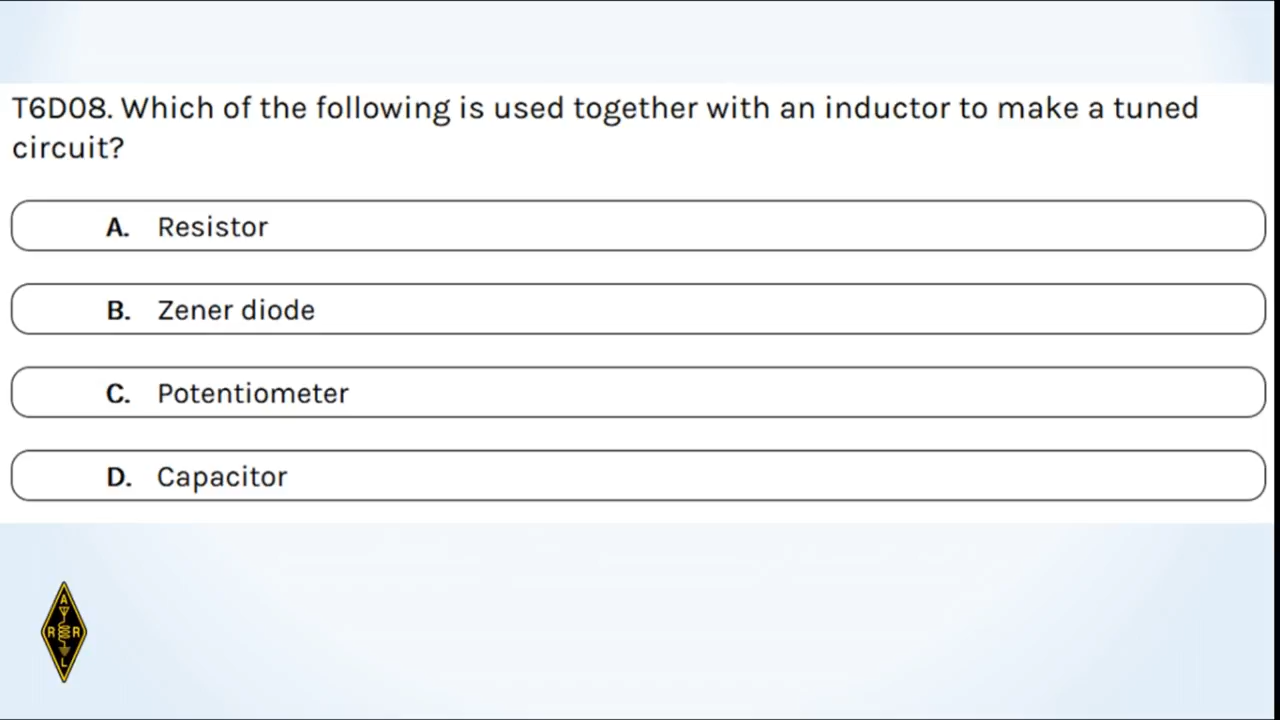 T6D08. Which of the following is used together with an inductor to make a tuned
circuit?
A. Resistor
B. Zener diode
C. Potentiometer
D. Capacitor
A
R R
L